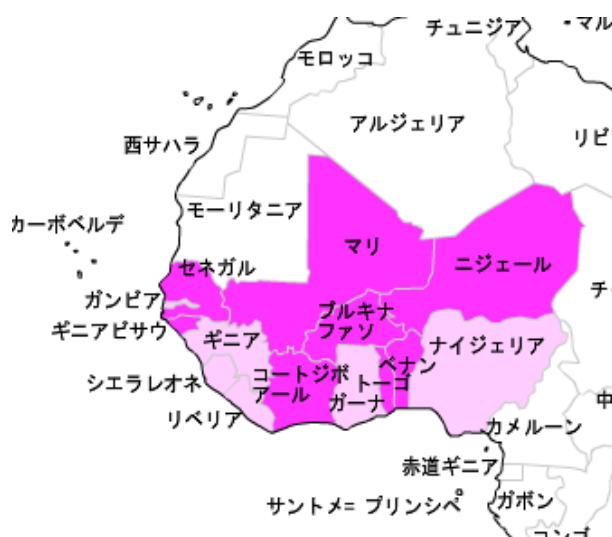 チュニジア
マル
モロッコ
アルジェリア
リビ
西サハラ
モーリタニア
カーボベルデ
マリ
ニジェール
セネガル
チ
ガンビア
ブルキナ
ファソ
ギニアビサウ
ギニア
ナイジェリア
ベナン
シエラレオネ
コートジボ
アール
トーゴ
ガーナ
リベリア
カメルーン
中
赤道ギニア
サントメ= プリンシペ
ガボン
コンゴ